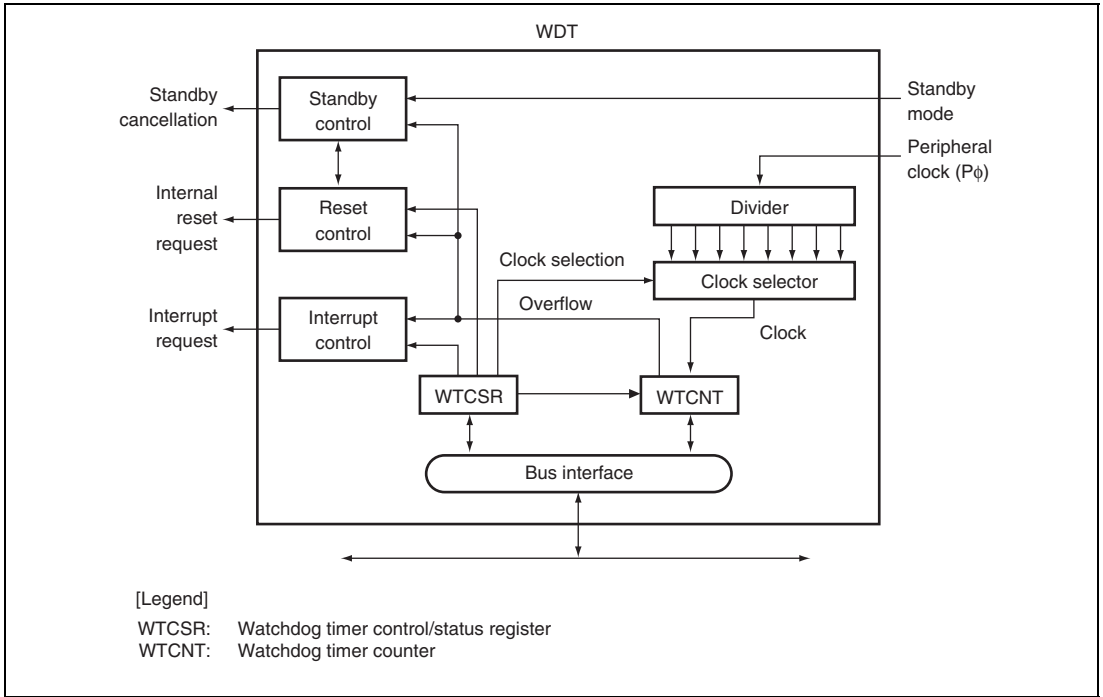 WDT
Standby
cancellation
Standby
control
Standby
mode
Peripheral
clock (Pϕ)
Internal
reset
request
Reset
control
Divider
Clock selection
Clock selector
Overflow
Interrupt
request
Interrupt
control
Clock
WTCSR
WTCNT
Bus interface
[Legend]
WTCSR: Watchdog timer control/status register
WTCNT: Watchdog timer counter